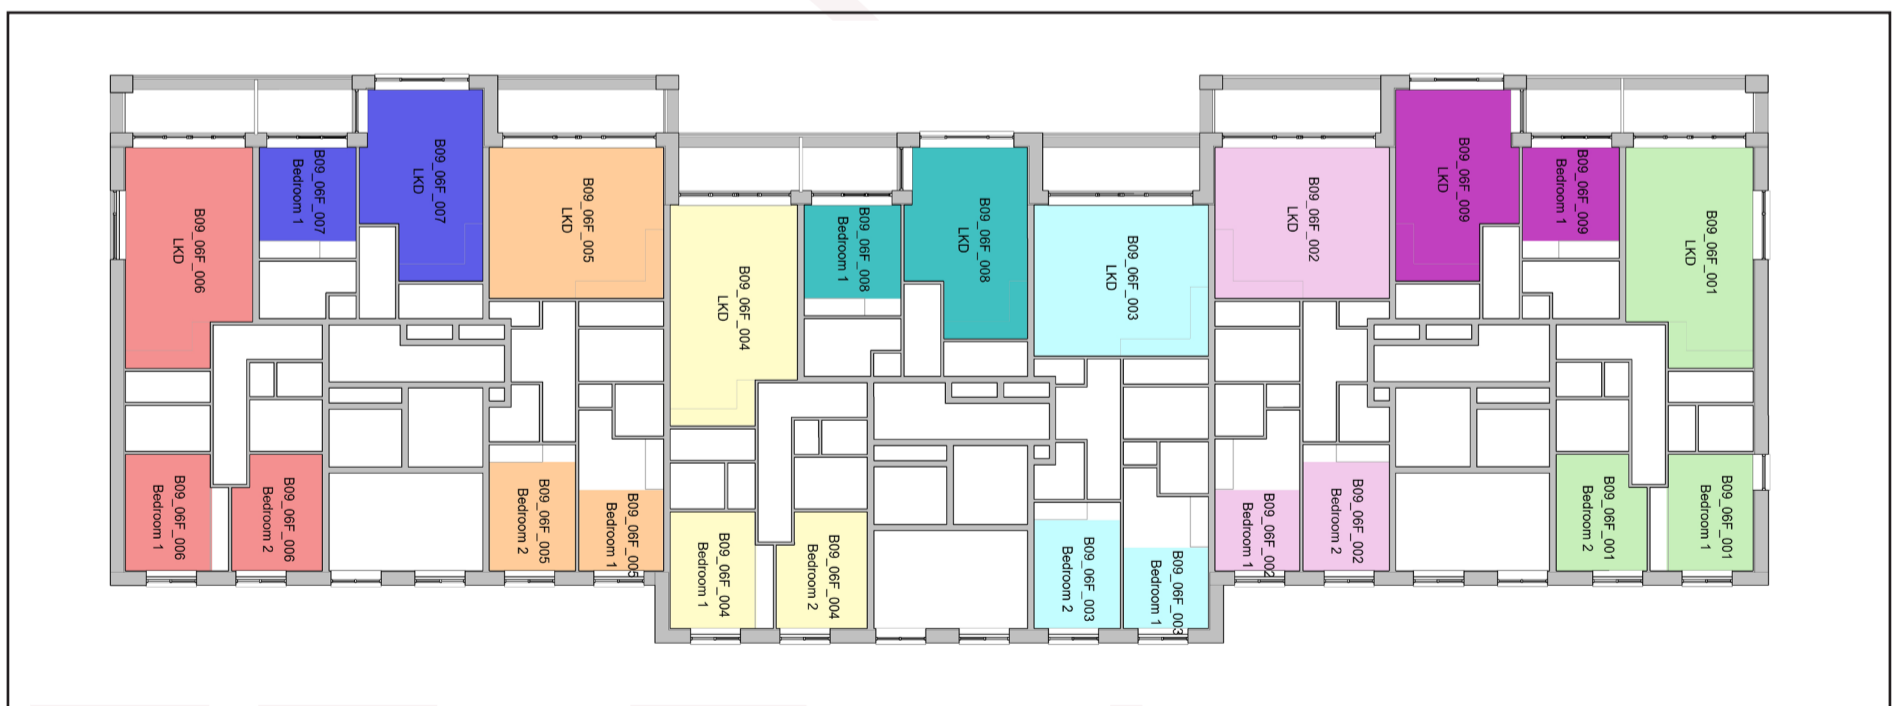 B09_06F_006
LKD
B09_06F_007
Bedroom 1
B09_06F_007
LKD
B09_06F_005
LKD
B09_06F_004
LKD
B09_06F_008
Bedroom 1
B09_06F_008
LKD
B09_06F_003
LKD
B09_06F_002
LKD
B09_06F_009
LKD
B09_06F_009
Bedroom 1
B09_06F_001
LKD
B09_06F_006
Bedroom 1
B09_06F_006
Bedroom 2
B09_06F_005
Bedroom 2
B09_06F_005
Bedroom 1
B09_06F_004
Bedroom 1
B09_06F_004
Bedroom 2
B09_06F_003
Bedroom 2
B09_06F_003
Bedroom 1
B09_06F_002
Bedroom 1
B09_06F_002
Bedroom 2
B09_06F_001
Bedroom 2
B09_06F_001
Bedroom 1